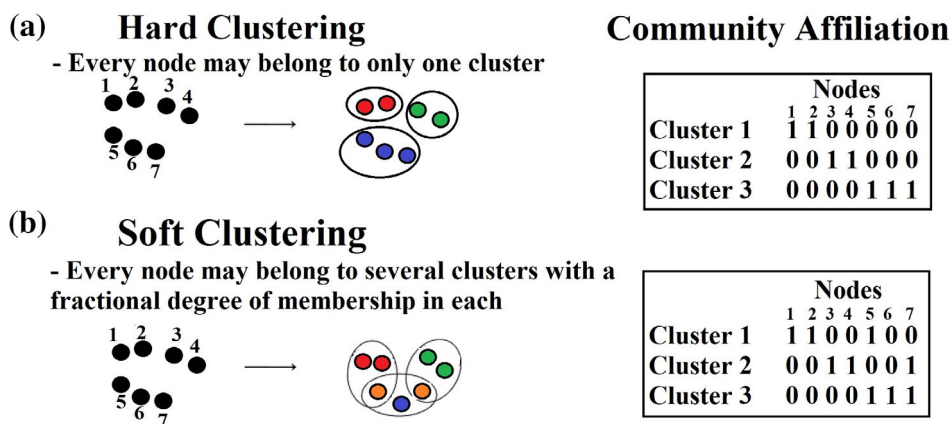 (a) Hard Clustering
- Every node may belong to only one cluster
1 2 3 4
5 6 7
Community Affiliation
Nodes
1 2 3 4 5 6 7
Cluster 1 1 1 0 0 0 0 0
Cluster 2 0 0 1 1 0 0 0
Cluster 3 0 0 0 0 1 1 1
(b) Soft Clustering
- Every node may belong to several clusters with a
fractional degree of membership in each
1 2 3 4
5 6 7
Nodes
1 2 3 4 5 6 7
Cluster 1 1 1 0 0 1 0 0
Cluster 2 0 0 1 1 0 0 1
Cluster 3 0 0 0 0 1 1 1